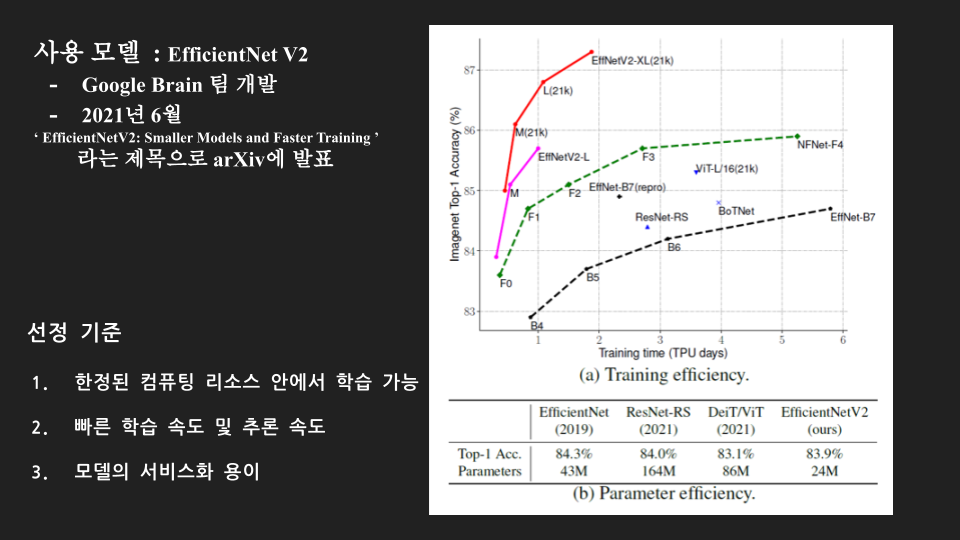 사용 모델 : EfficientNet V2
- Google Brain 팀 개발
- 2021년 6월
‘ EfficientNetV2: Smaller Models and Faster Training ’
라는 제목으로 arXiv에 발표
선정 기준
1. 한정된 컴퓨팅 리소스 안에서 학습 가능
2. 빠른 학습 속도 및 추론 속도
3. 모델의 서비스화 용이
Imagenet Top-1 Accuracy (%)
87
86
85
84
83
EffNetV2-XL(21k)
L(21k)
M(21k)
EffNetV2-L
M
NFNet-F4
F3
F2
F1
F0
ViT-L/16(21k)
EffNet-B7(repro)
BoTNet
ResNet-RS
EffNet-B7
B6
B5
B4
1 2 3 4 5 6
Training time (TPU days)
(a) Training efficiency.
EfficientNet ResNet-RS DeiT/ViT EfficientNetV2
(2019) (2021) (2021) (ours)
Top-1 Acc. 84.3% 84.0% 83.1% 83.9%
Parameters 43M 164M 86M 24M
(b) Parameter efficiency.